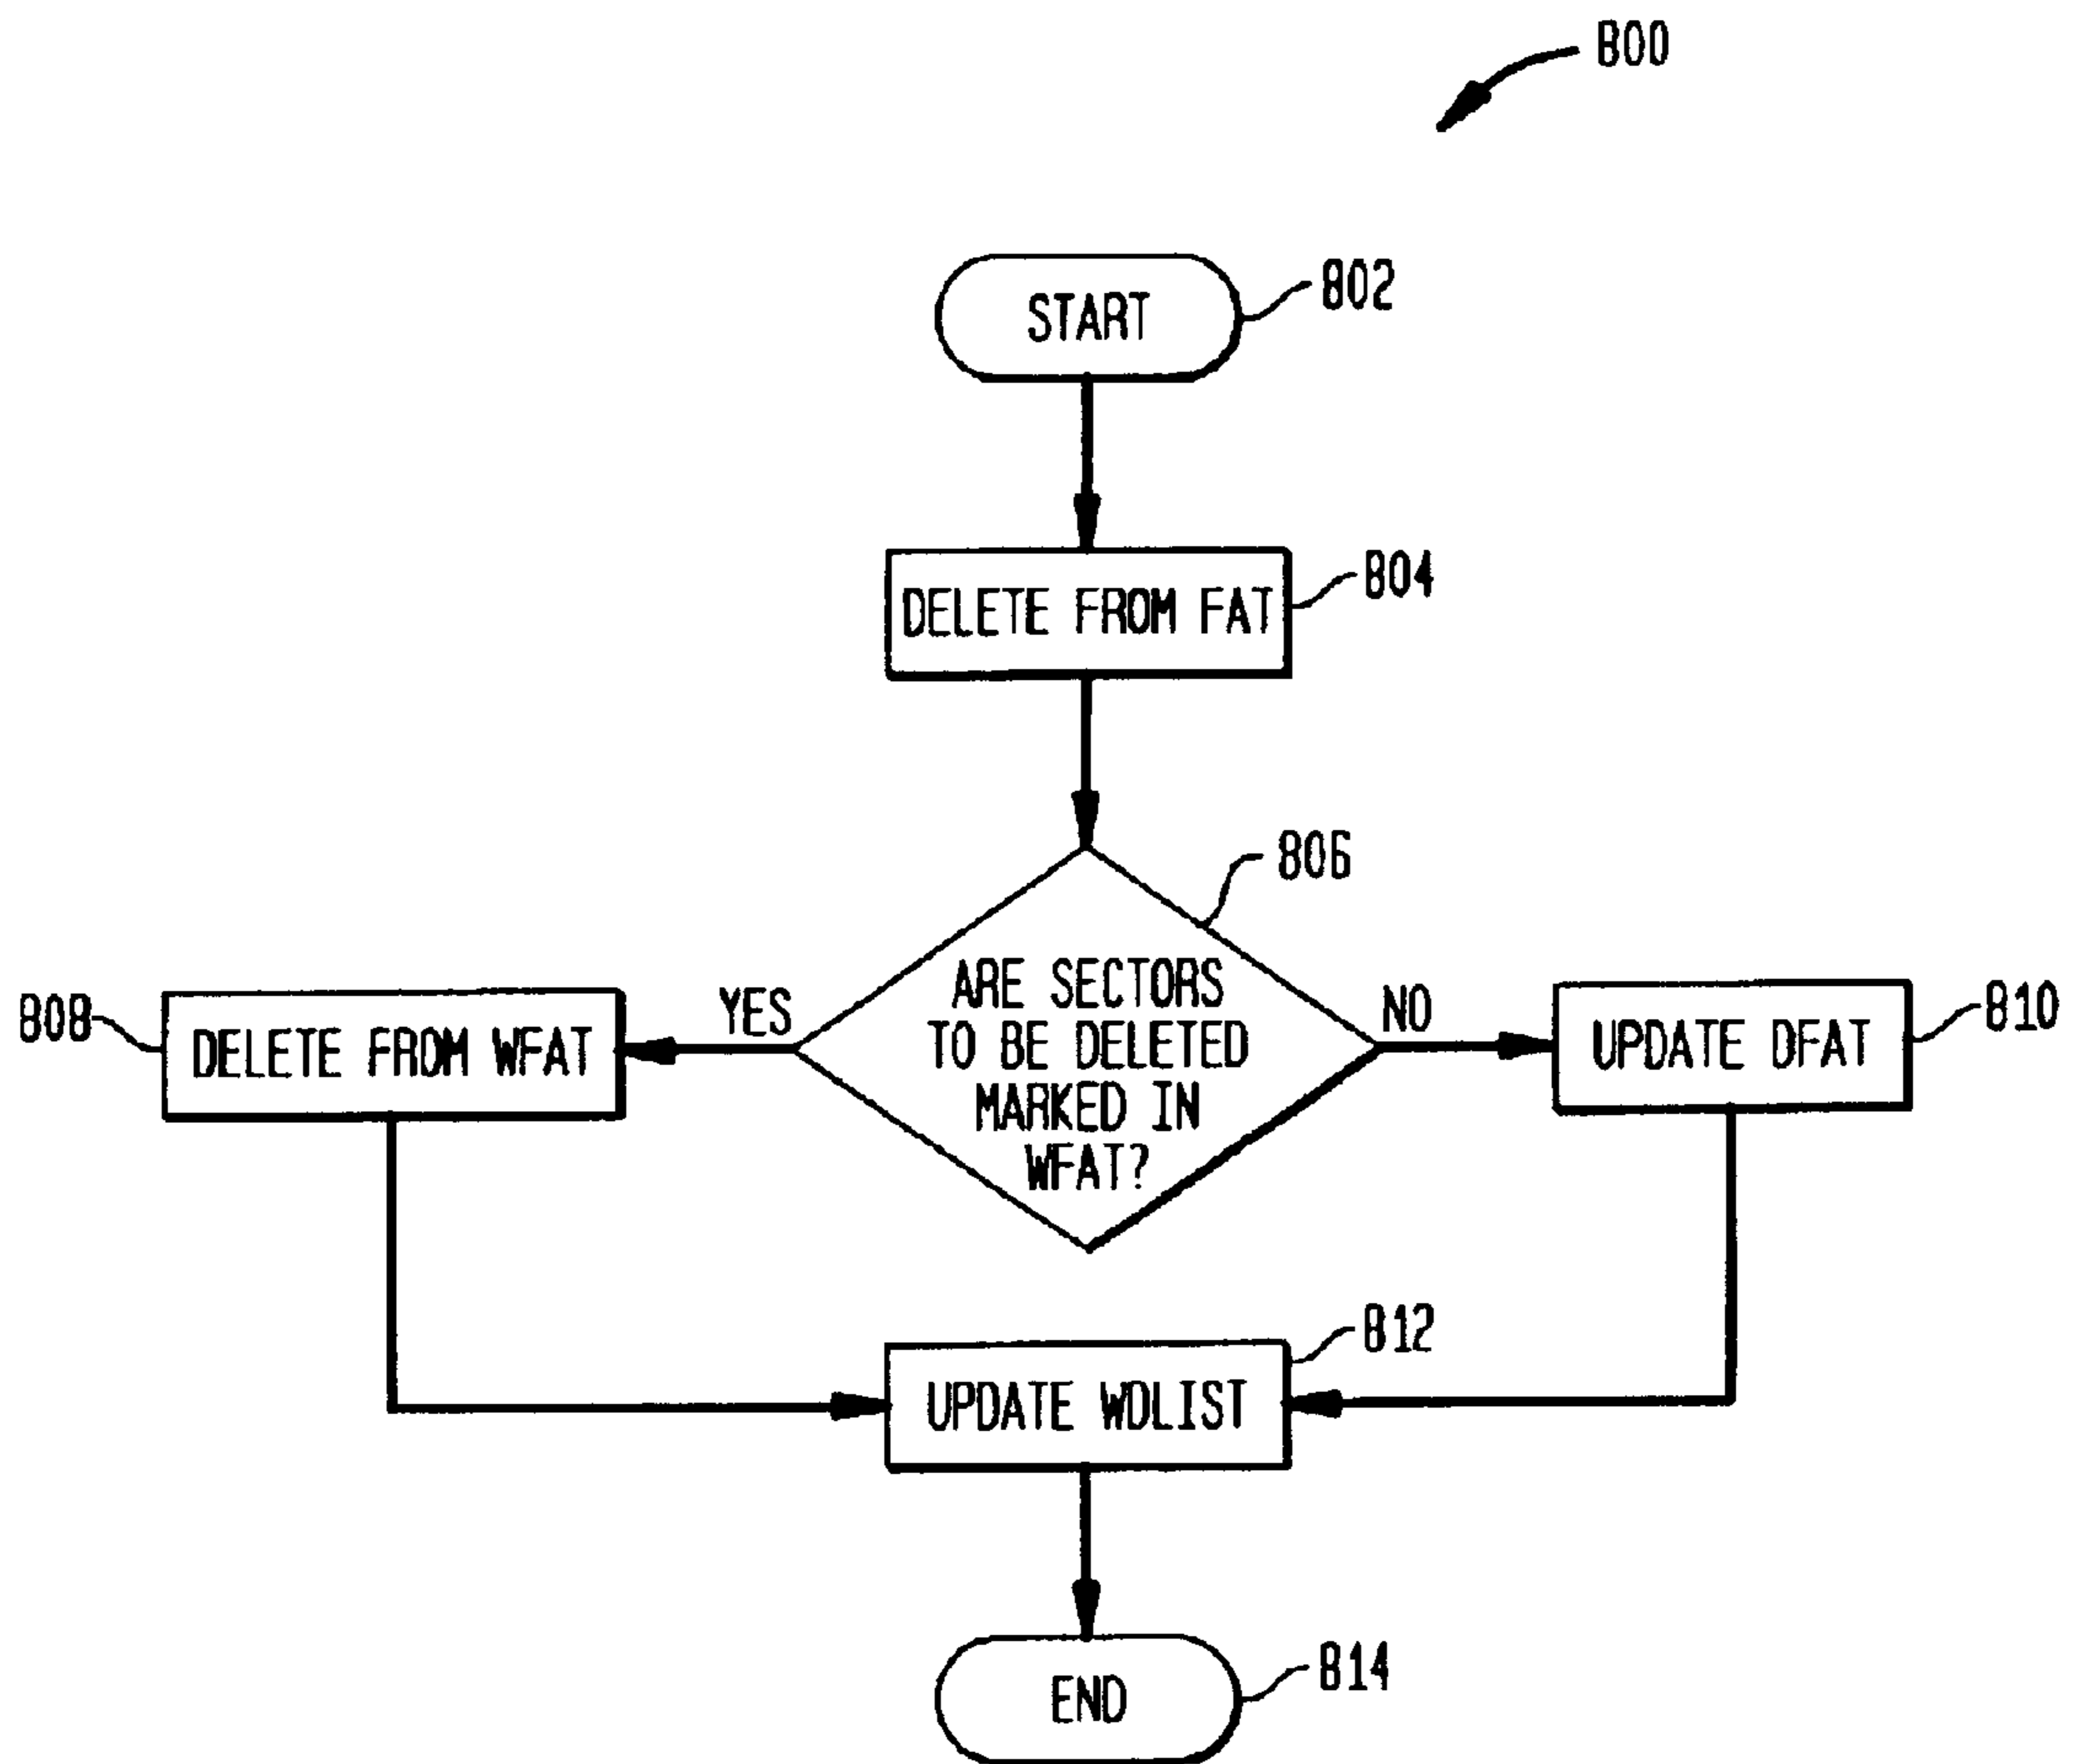 800
START
802
DELETE FROM FAT
804
806
ARE SECTORS
TO BE DELETED
MARKED IN
WFAT?
YES
NO
808
DELETE FROM WFAT
UPDATE DFAT
810
812
UPDATE WDLIST
END
814